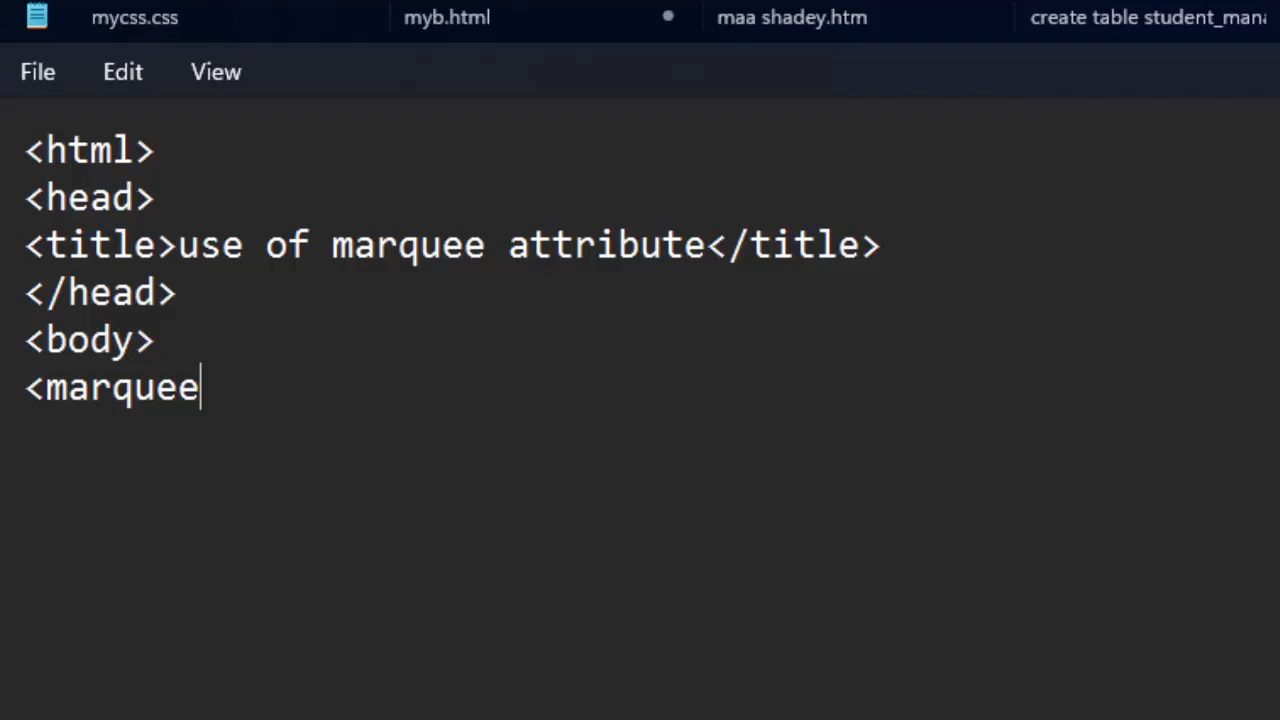 mycss.css myb.html maa shadey.htm create table student_mana
File Edit View
<html>
<head>
<title>use of marquee attribute</title>
</head>
<body>
<marquee